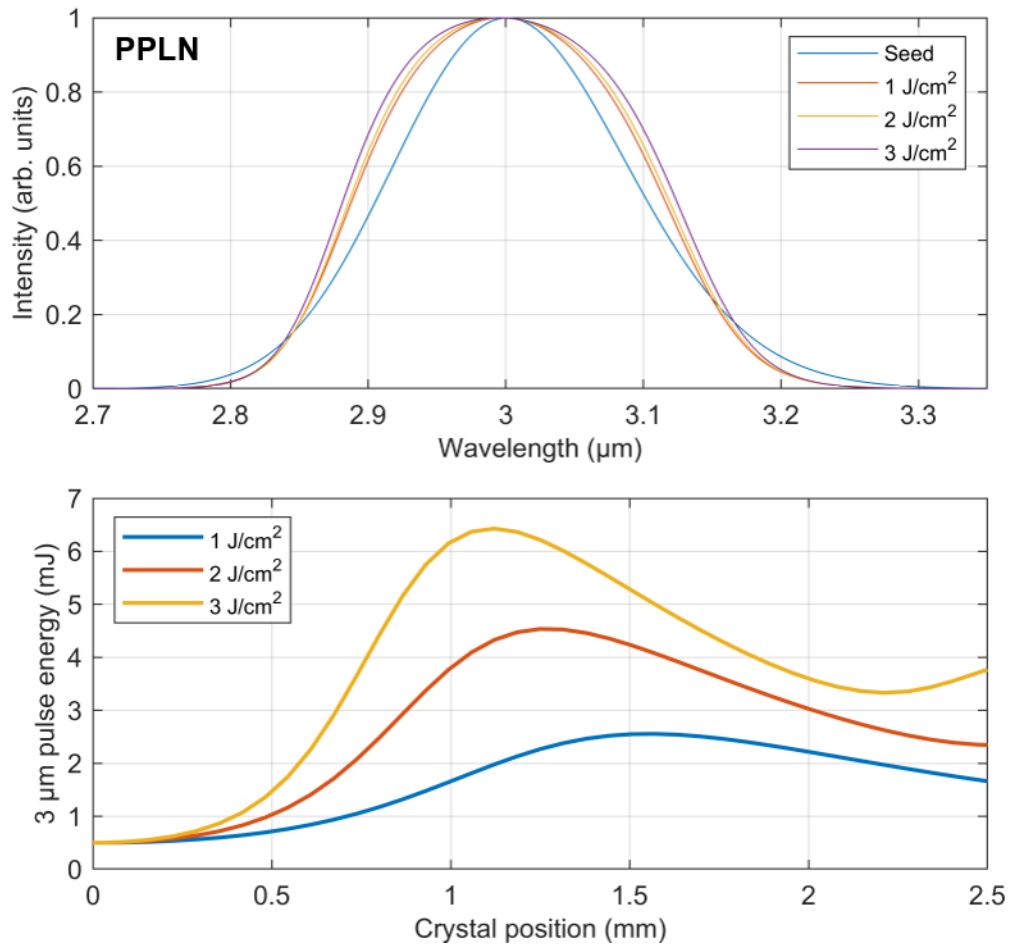 PPLN
Intensity (arb. units)
1
0.8
0.6
0.4
0.2
0
Seed
1 J/cm²
2 J/cm²
3 J/cm²
2.7 2.8 2.9 3 3.1 3.2 3.3
Wavelength (μm)
3 μm pulse energy (mJ)
7
6
5
4
3
2
1
0
1 J/cm²
2 J/cm²
3 J/cm²
0 0.5 1 1.5 2 2.5
Crystal position (mm)